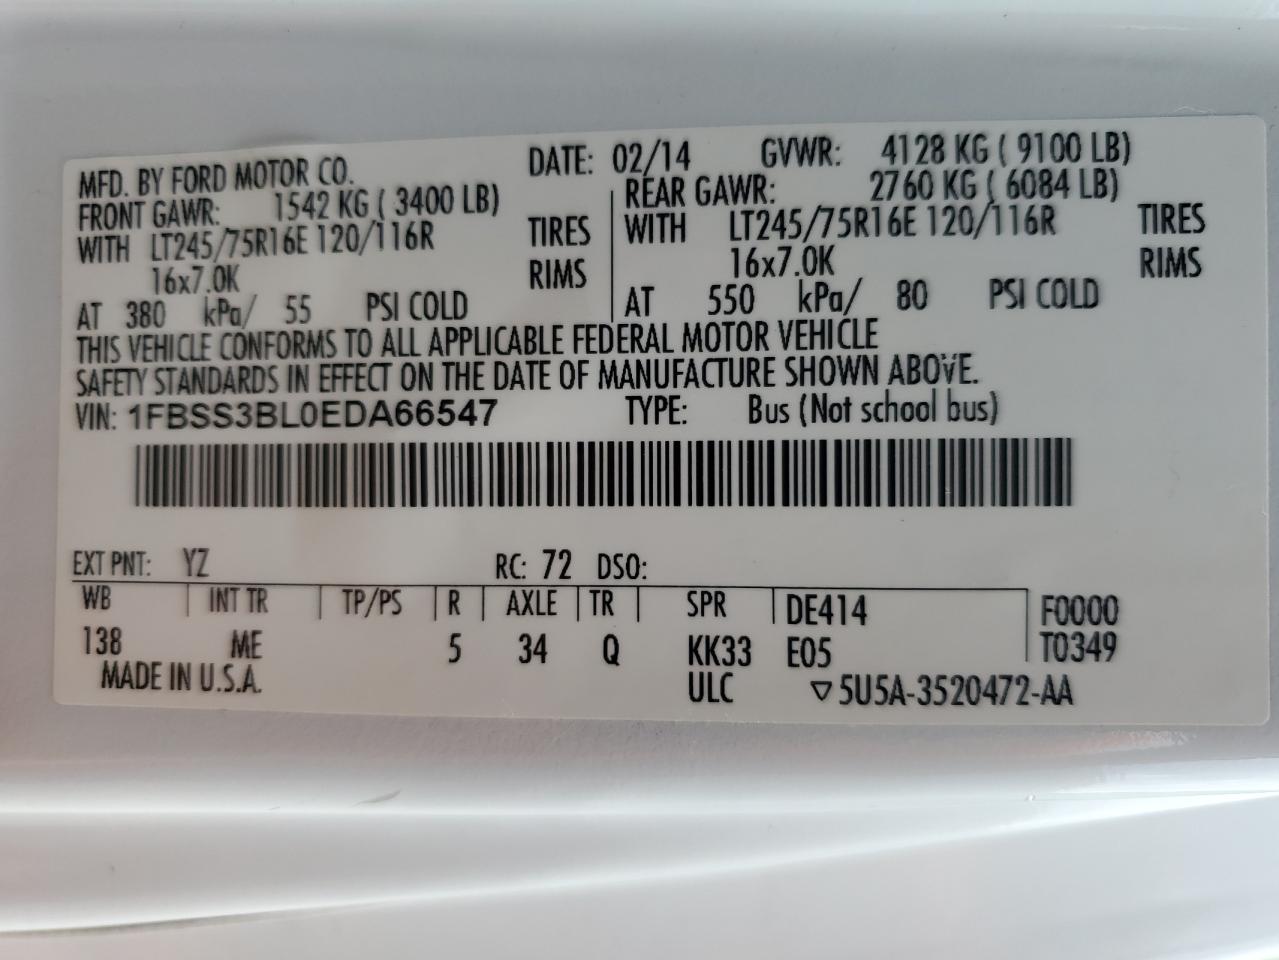 MFD. BY FORD MOTOR CO. DATE: 02/14 GVWR: 4128 KG ( 9100 LB)
FRONT GAWR: 1542 KG ( 3400 LB) REAR GAWR: 2760 KG ( 6084 LB)
WITH LT245/75R16E 120/116R TIRES WITH LT245/75R16E 120/116R TIRES
16x7.0K RIMS 16x7.0K RIMS
AT 380 kPa/ 55 PSI COLD AT 550 kPa/ 80 PSI COLD
THIS VEHICLE CONFORMS TO ALL APPLICABLE FEDERAL MOTOR VEHICLE
SAFETY STANDARDS IN EFFECT ON THE DATE OF MANUFACTURE SHOWN ABOVE.
VIN: 1FBSS3BL0EDA66547 TYPE: Bus (Not school bus)
EXT PNT: YZ RC: 72 DSO:
WB INT TR TP/PS R AXLE TR SPR DE414 F0000
138 ME 5 34 Q KK33 E05 T0349
MADE IN U.S.A. ULC ▽5U5A-3520472-AA